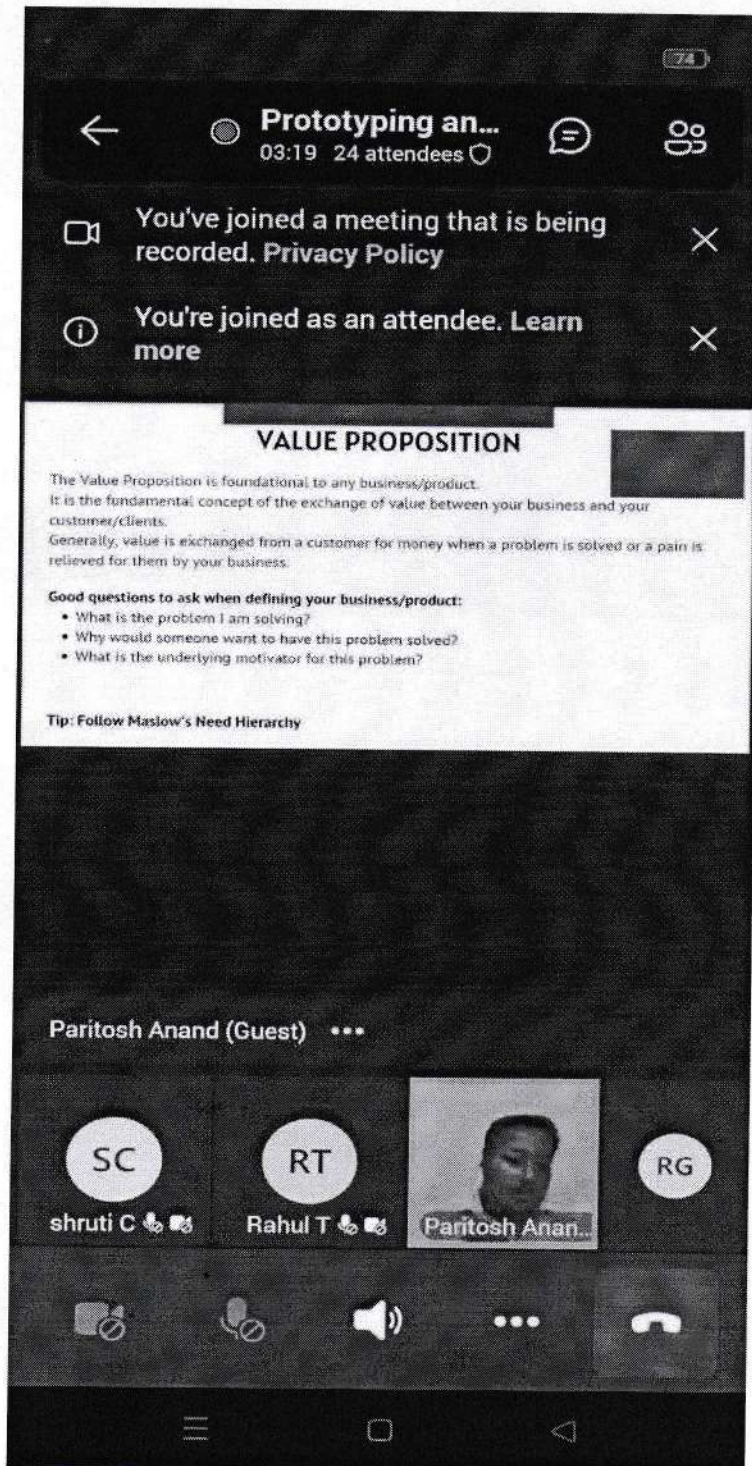 74
Prototyping an...
03:19 24 attendees
You've joined a meeting that is being
recorded. Privacy Policy
You're joined as an attendee. Learn
more
VALUE PROPOSITION
The Value Proposition is foundational to any business/product.
It is the fundamental concept of the exchange of value between your business and your
customer/clients.
Generally, value is exchanged from a customer for money when a problem is solved or a pain is
relieved for them by your business.
Good questions to ask when defining your business/product:
• What is the problem I am solving?
• Why would someone want to have this problem solved?
• What is the underlying motivator for this problem?
Tip: Follow Maslow's Need Hierarchy
Paritosh Anand (Guest) •••
SC
RT
RG
shruti C
Rahul T
Paritosh Anan...